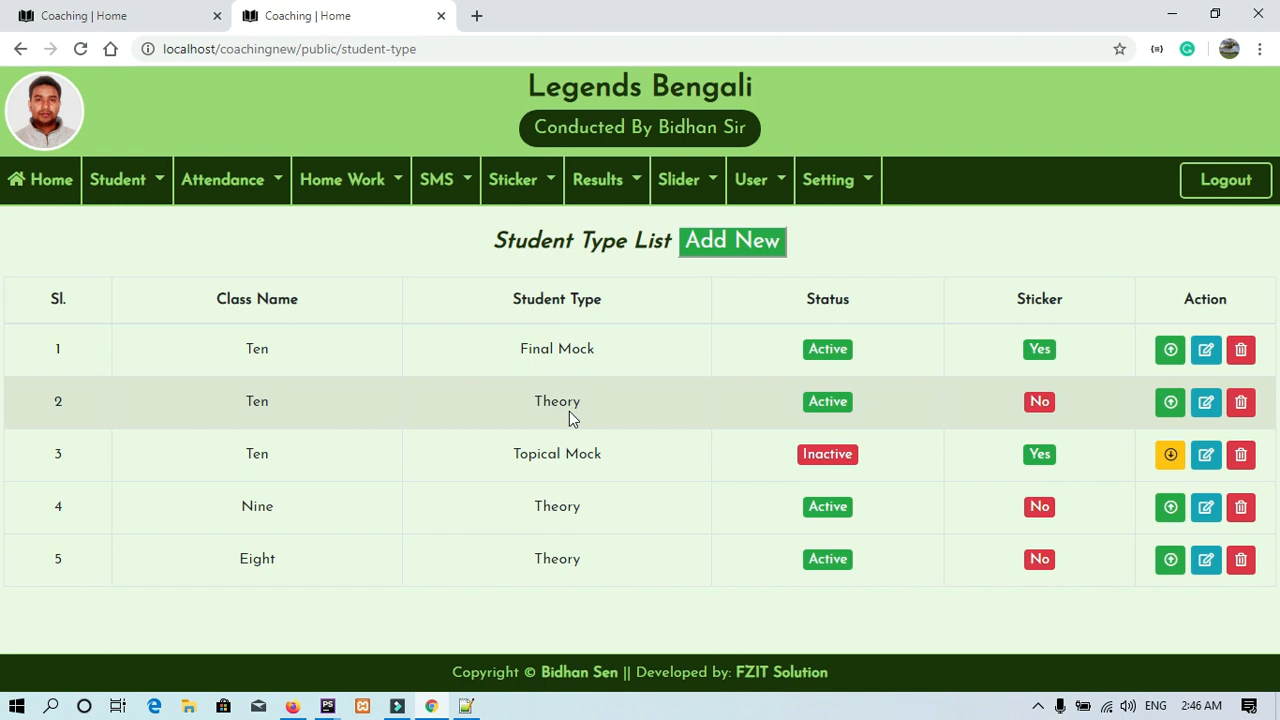 Coaching | Home
Coaching | Home
localhost/coachingnew/public/student-type
Legends Bengali
Conducted By Bidhan Sir
Home Student Attendance Home Work SMS Sticker Results Slider User Setting Logout
Student Type List Add New
Sl. Class Name Student Type Status Sticker Action
1 Ten Final Mock Active Yes
2 Ten Theory Active No
3 Ten Topical Mock Inactive Yes
4 Nine Theory Active No
5 Eight Theory Active No
Copyright © Bidhan Sen || Developed by: FZIT Solution
ENG 2:46 AM